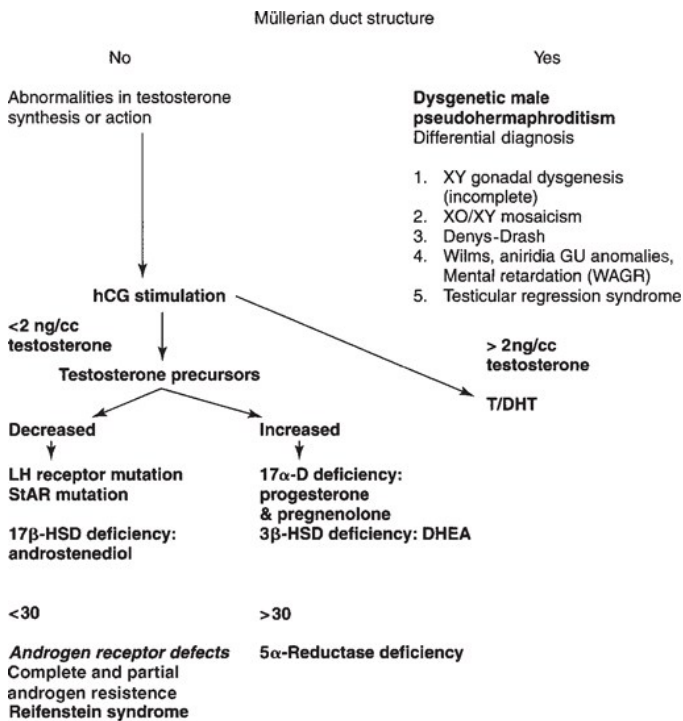 Müllerian duct structure
No
Abnormalities in testosterone
synthesis or action
Yes
Dysgenetic male
pseudohermaphroditism
Differential diagnosis
1. XY gonadal dysgenesis
(incomplete)
2. XO/XY mosaicism
3. Denys-Drash
4. Wilms, aniridia GU anomalies,
Mental retardation (WAGR)
5. Testicular regression syndrome
hCG stimulation
<2 ng/cc
testosterone
> 2ng/cc
testosterone
Testosterone precursors
T/DHT
Decreased
LH receptor mutation
StAR mutation
17β-HSD deficiency:
androstenediol
Increased
17α-D deficiency:
progesterone
& pregnenolone
3β-HSD deficiency: DHEA
<30
Androgen receptor defects
Complete and partial
androgen resistence
Reifenstein syndrome
>30
5α-Reductase deficiency